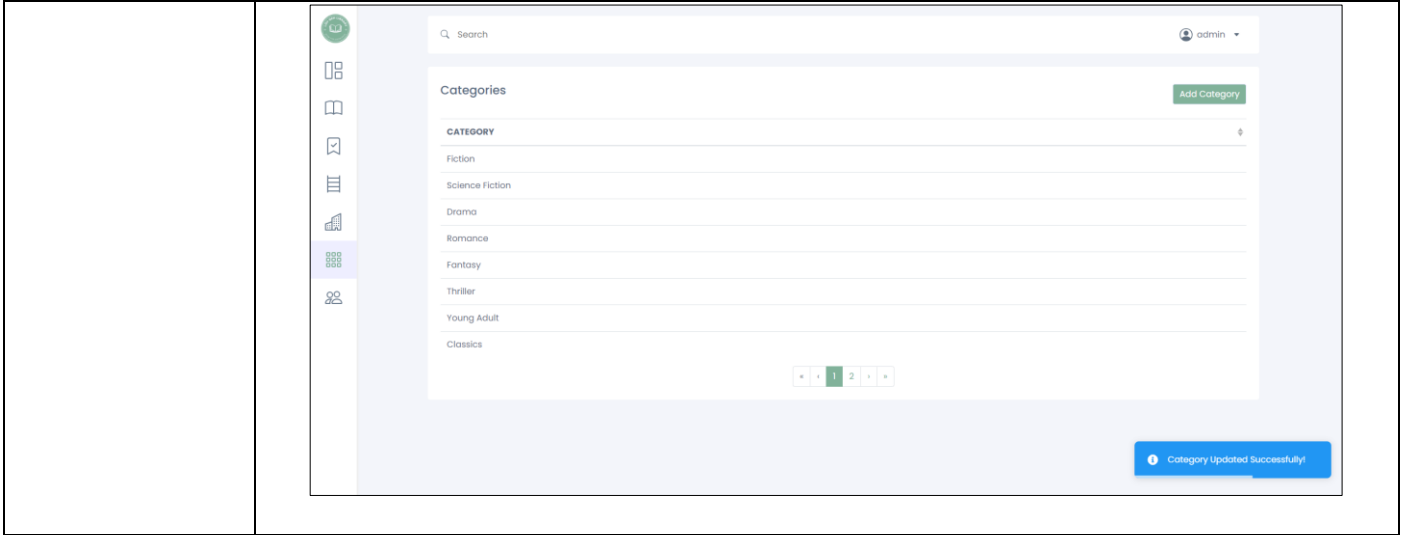 Search
admin
Categories
Add Category
CATEGORY
Fiction
Science Fiction
Drama
Romance
Fantasy
Thriller
Young Adult
Classics
« ‹ 1 2 › »
Category Updated Successfully!